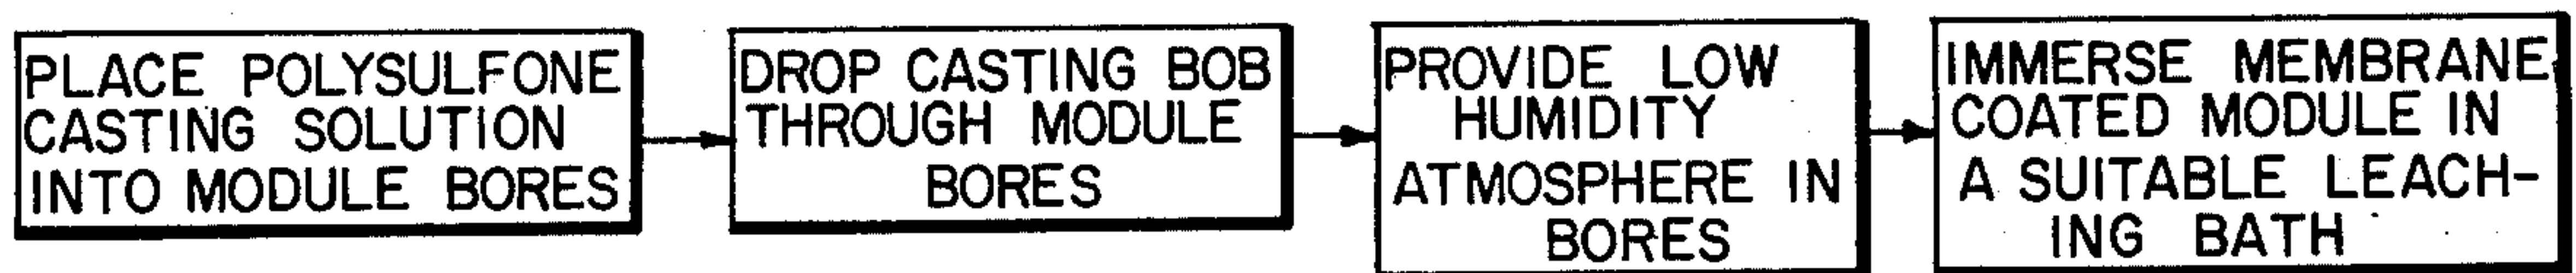 PLACE POLYSULFONE
CASTING SOLUTION
INTO MODULE BORES
DROP CASTING BOB
THROUGH MODULE
BORES
PROVIDE LOW
HUMIDITY
ATMOSPHERE IN
BORES
IMMERSE MEMBRANE
COATED MODULE IN
A SUITABLE LEACH-
ING BATH